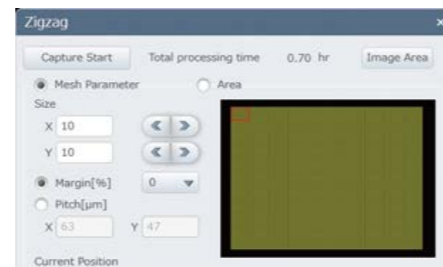 Zigzag ×
Capture Start Total processing time 0.70 hr Image Area
Mesh Parameter Area
Size
X 10
Y 10
Margin[%] 0
Pitch[μm]
X 63 Y 47
Current Position